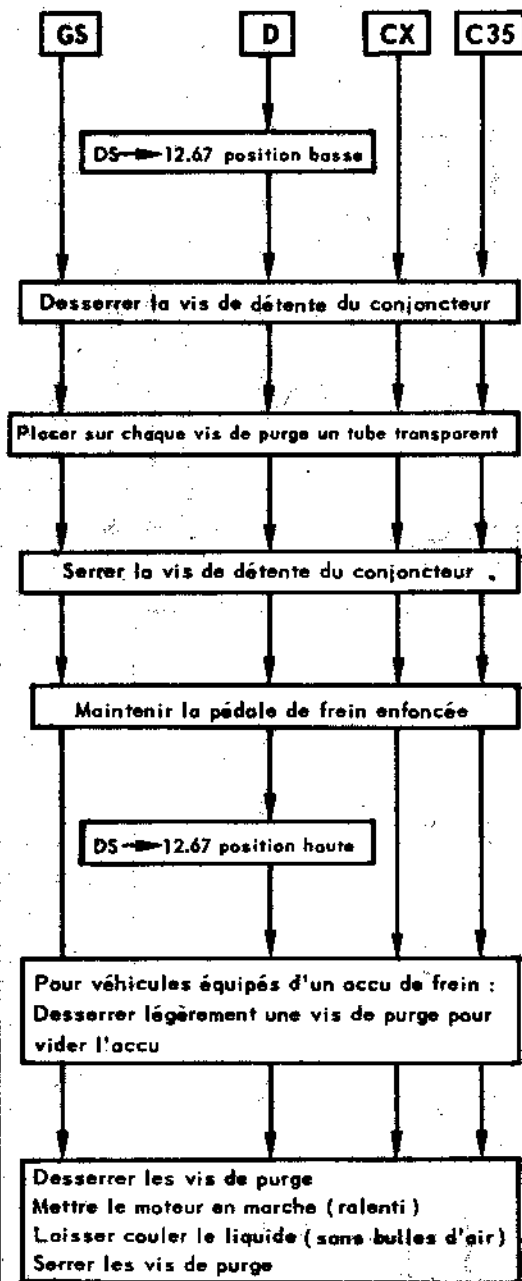 GS D CX C35
DS → 12.67 position basse
Desserrer la vis de détente du conjoncteur
Placer sur chaque vis de purge un tube transparent
Serrer la vis de détente du conjoncteur .
Maintenir la pédale de frein enfoncée
DS → 12.67 position haute
Pour véhicules équipés d'un accu de frein :
Desserrer légèrement une vis de purge pour
vider l'accu
Desserrer les vis de purge
Mettre le moteur en marche (ralenti)
Laisser couler le liquide (sans bulles d'air)
Serrer les vis de purge